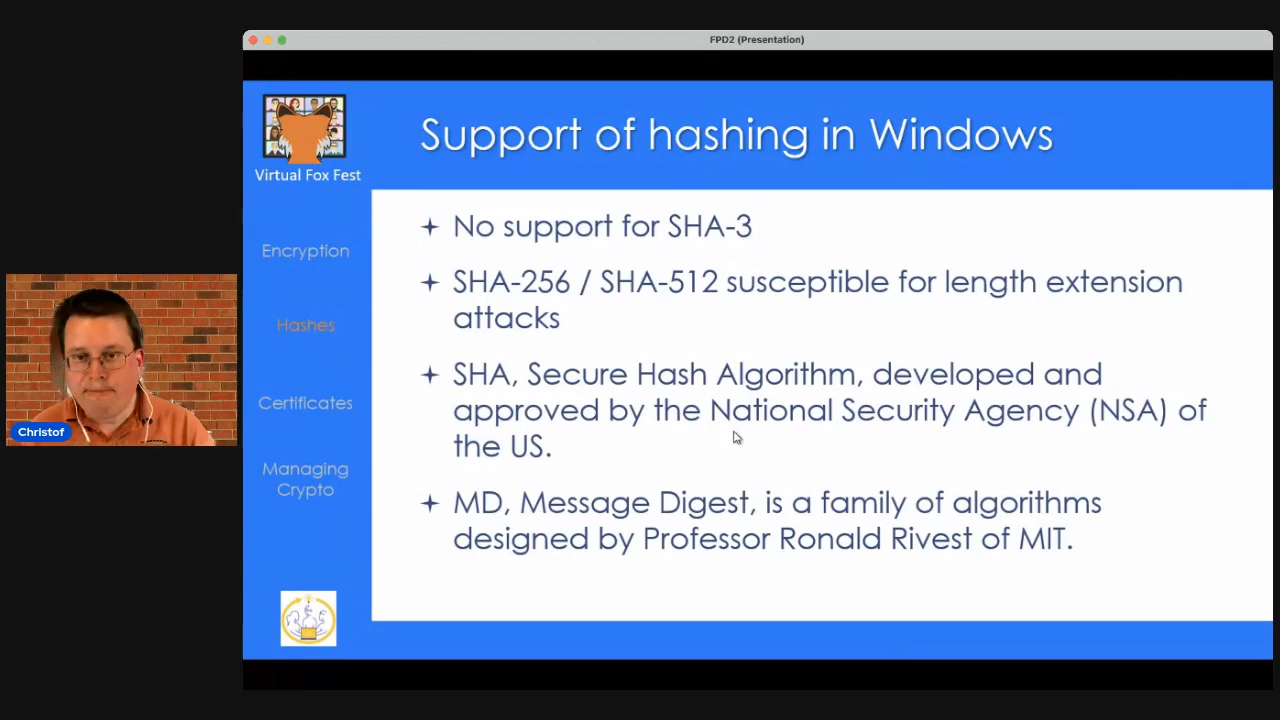 FPD2 (Presentation)
Virtual Fox Fest
Support of hashing in Windows
Encryption
Hashes
Certificates
Managing
Crypto
No support for SHA-3
SHA-256 / SHA-512 susceptible for length extension
attacks
SHA, Secure Hash Algorithm, developed and
approved by the National Security Agency (NSA) of
the US.
MD, Message Digest, is a family of algorithms
designed by Professor Ronald Rivest of MIT.
Christof